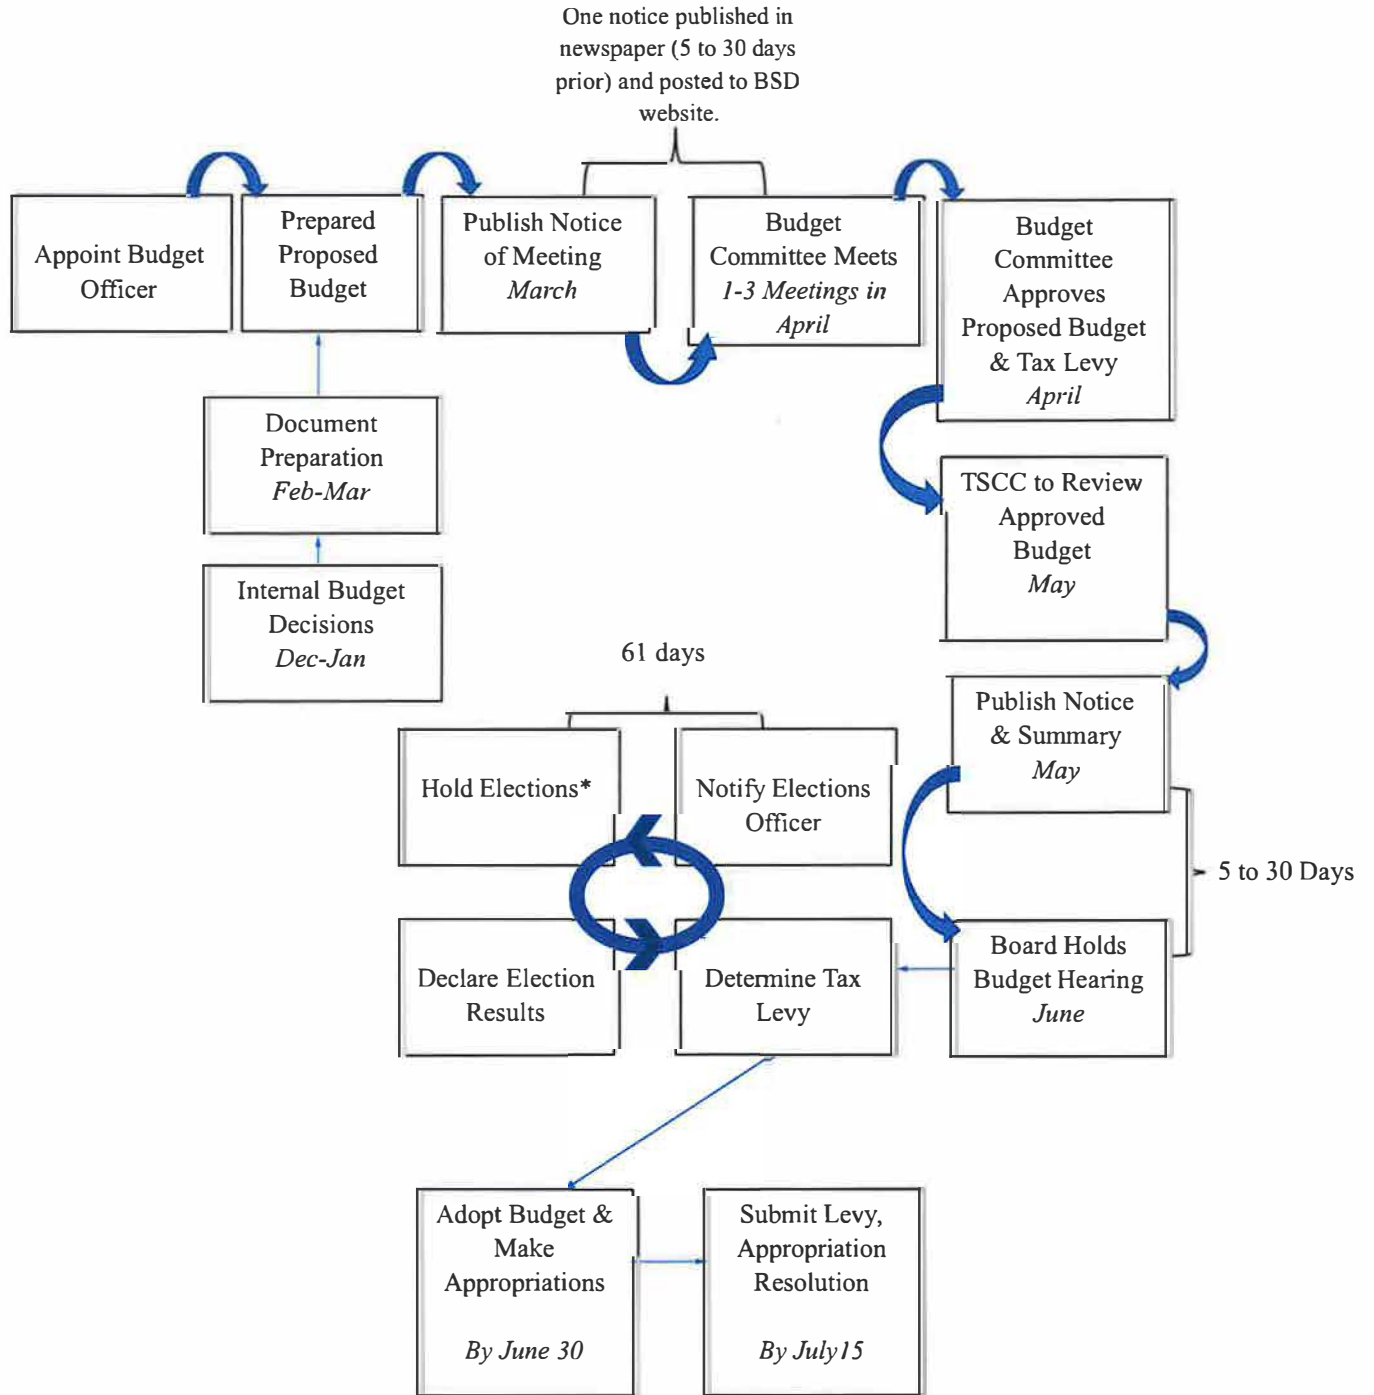 One notice published in
newspaper (5 to 30 days
prior) and posted to BSD
website.
Appoint Budget
Officer
Prepared
Proposed
Budget
Publish Notice
of Meeting
March
Budget
Committee Meets
1-3 Meetings in
April
Budget
Committee
Approves
Proposed Budget
& Tax Levy
April
Document
Preparation
Feb-Mar
Internal Budget
Decisions
Dec-Jan
TSCC to Review
Approved
Budget
May
Publish Notice
& Summary
May
5 to 30 Days
61 days
Hold Elections*
Notify Elections
Officer
Declare Election
Results
Determine Tax
Levy
Board Holds
Budget Hearing
June
Adopt Budget &
Make
Appropriations
By June 30
Submit Levy,
Appropriation
Resolution
By July15